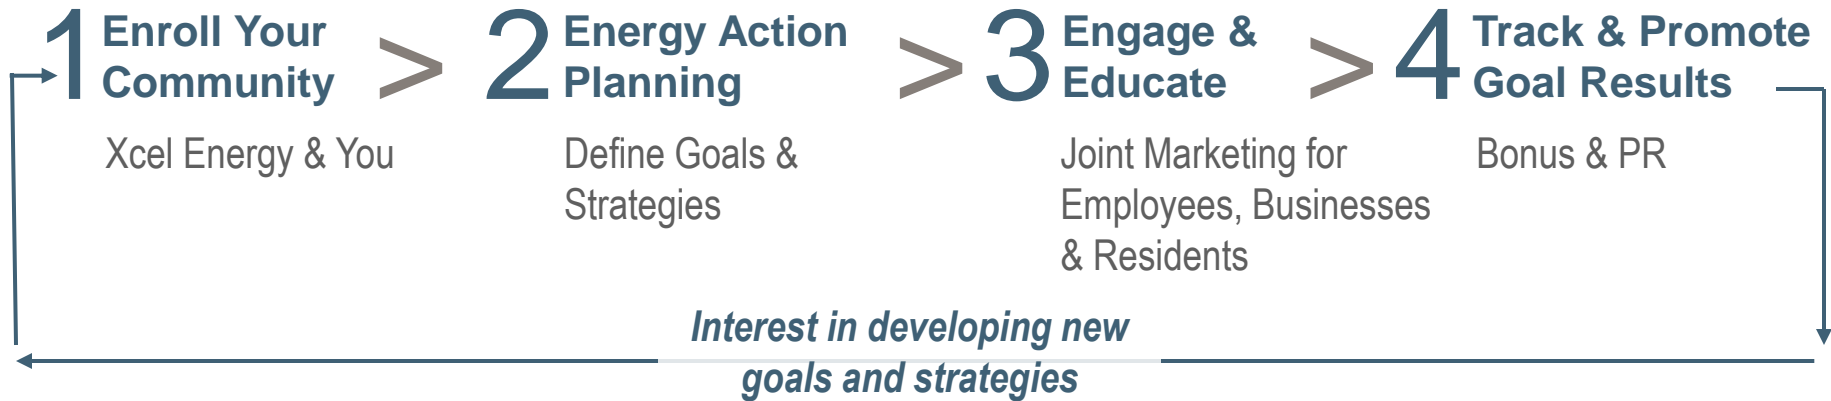 1 Enroll Your
Community
>
2 Energy Action
Planning
>
3 Engage &
Educate
>
4 Track & Promote
Goal Results
Xcel Energy & You
Define Goals &
Strategies
Joint Marketing for
Employees, Businesses
& Residents
Bonus & PR
Interest in developing new
goals and strategies